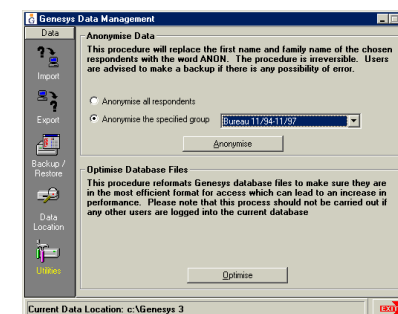 Genesys Data Management
Data
Import
Export
Backup /
Restore
Data
Location
Utilities
Anonymise Data
This procedure will replace the first name and family name of the chosen
respondents with the word ANON. The procedure is irreversible. Users
are advised to make a backup if there is any possibility of error.
Anonymise all respondents
Anonymise the specified group
Bureau 11/94-11/97
Anonymise
Optimise Database Files
This procedure reformats Genesys database files to make sure they are
in the most efficient format for access which can lead to an increase in
performance. Please note that this process should not be carried out if
any other users are logged into the current database
Optimise
Current Data Location: c:\Genesys 3
EXIT